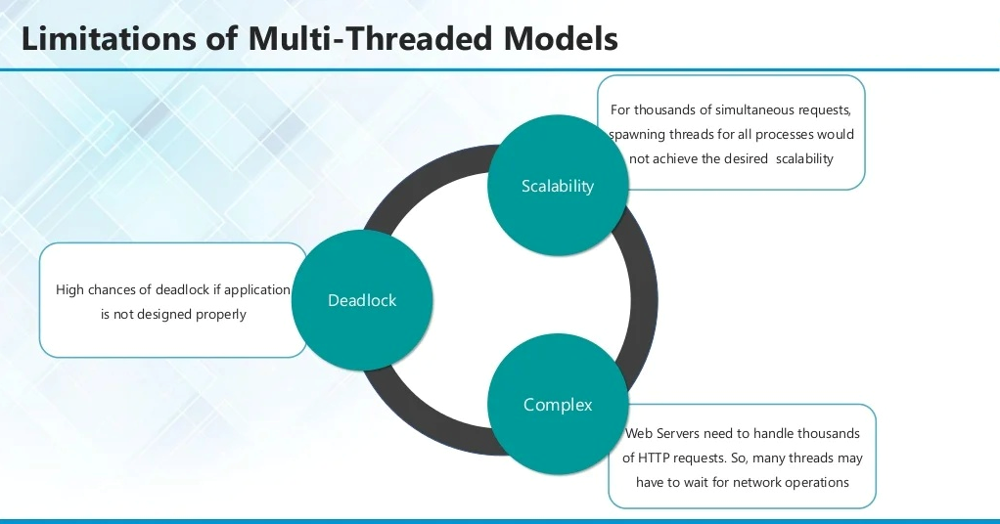 Limitations of Multi-Threaded Models
For thousands of simultaneous requests,
spawning threads for all processes would
not achieve the desired scalability
Scalability
High chances of deadlock if application
is not designed properly
Deadlock
Complex
Web Servers need to handle thousands
of HTTP requests. So, many threads may
have to wait for network operations